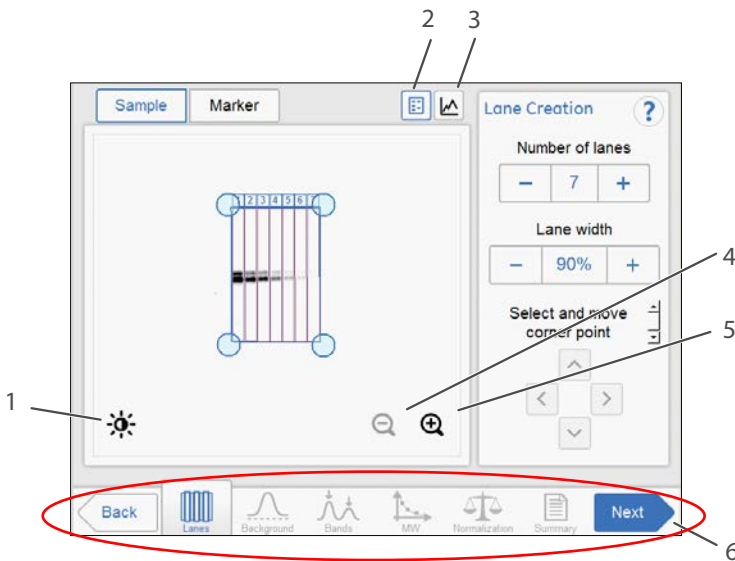 2
3
Sample
Marker
Lane Creation
?
Number of lanes
− 7 +
Lane width
− 90% +
Select and move
corner point
1 2 3 4 5 6 7
4
5
1
Back
Lanes
Background
Bands
MW
Normalization
Summary
Next
6